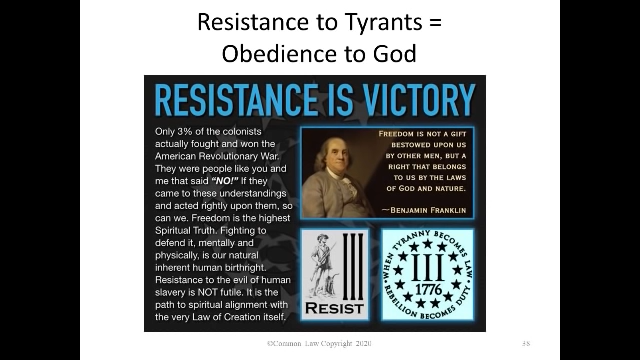 Resistance to Tyrants =
Obedience to God
RESISTANCE IS VICTORY
Only 3% of the colonists
actually fought and won the
American Revolutionary War.
They were people like you and
me that said "NO!" If they
came to these understandings
and acted rightly upon them, so
can we. Freedom is the highest
Spiritual Truth. Fighting to
defend it, mentally and
physically, is our natural
inherent human birthright.
Resistance to the evil of human
slavery is NOT futile. It is the
path to spiritual alignment with
the very Law of Creation itself.
FREEDOM IS NOT A GIFT
BESTOWED UPON US
BY OTHER MEN, BUT A
RIGHT THAT BELONGS
TO US BY THE LAWS
OF GOD AND NATURE.
~BENJAMIN FRANKLIN
III
RESIST
WHEN TYRANNY BECOMES LAW
III
1776
REBELLION BECOMES DUTY
©Common Law Copyright 2020
38